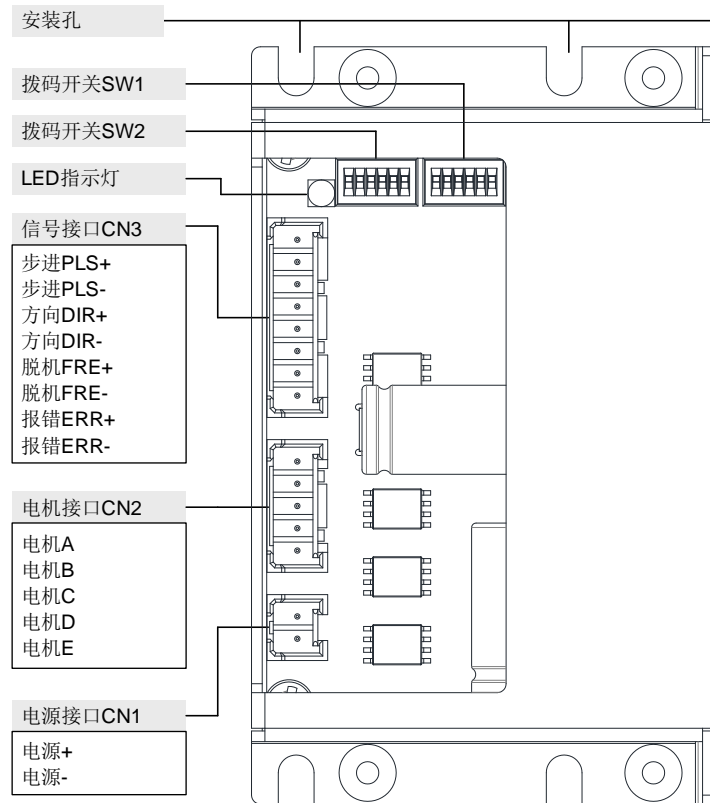 安装孔
拨码开关SW1
拨码开关SW2
LED指示灯
信号接口CN3
步进PLS+
步进PLS-
方向DIR+
方向DIR-
脱机FRE+
脱机FRE-
报错ERR+
报错ERR-
电机接口CN2
电机A
电机B
电机C
电机D
电机E
电源接口CN1
电源+
电源-